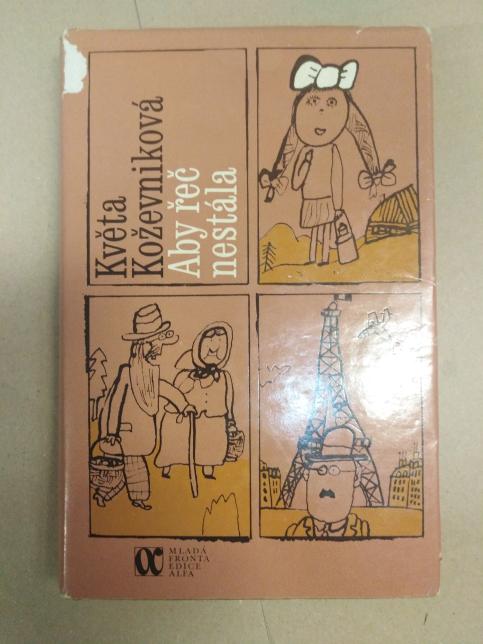 Květa
Koževniková
Aby řeč
nestála
α
MLADÁ
FRONTA
EDICE
ALFA